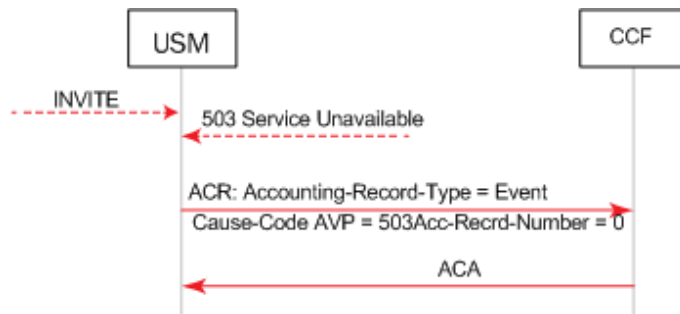 USM
CCF
INVITE
503 Service Unavailable
ACR: Accounting-Record-Type = Event
Cause-Code AVP = 503Acc-Recrd-Number = 0
ACA